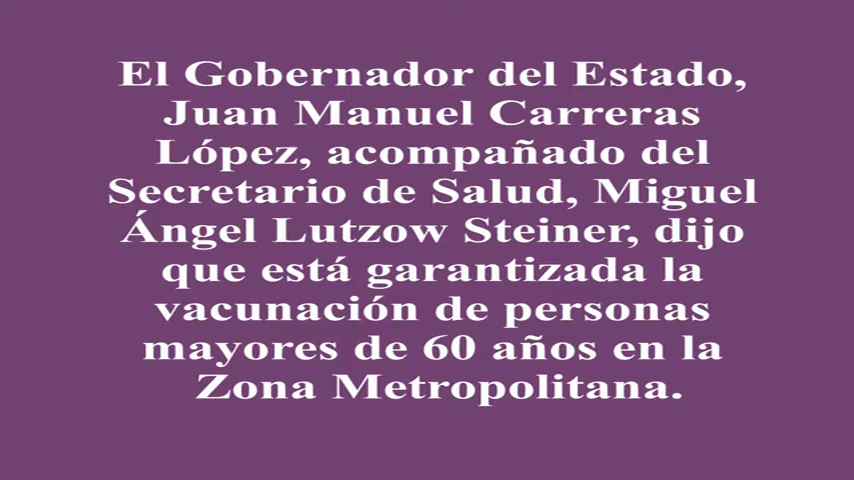 El Gobernador del Estado,
Juan Manuel Carreras
López, acompañado del
Secretario de Salud, Miguel
Ángel Lutzow Steiner, dijo
que está garantizada la
vacunación de personas
mayores de 60 años en la
Zona Metropolitana.